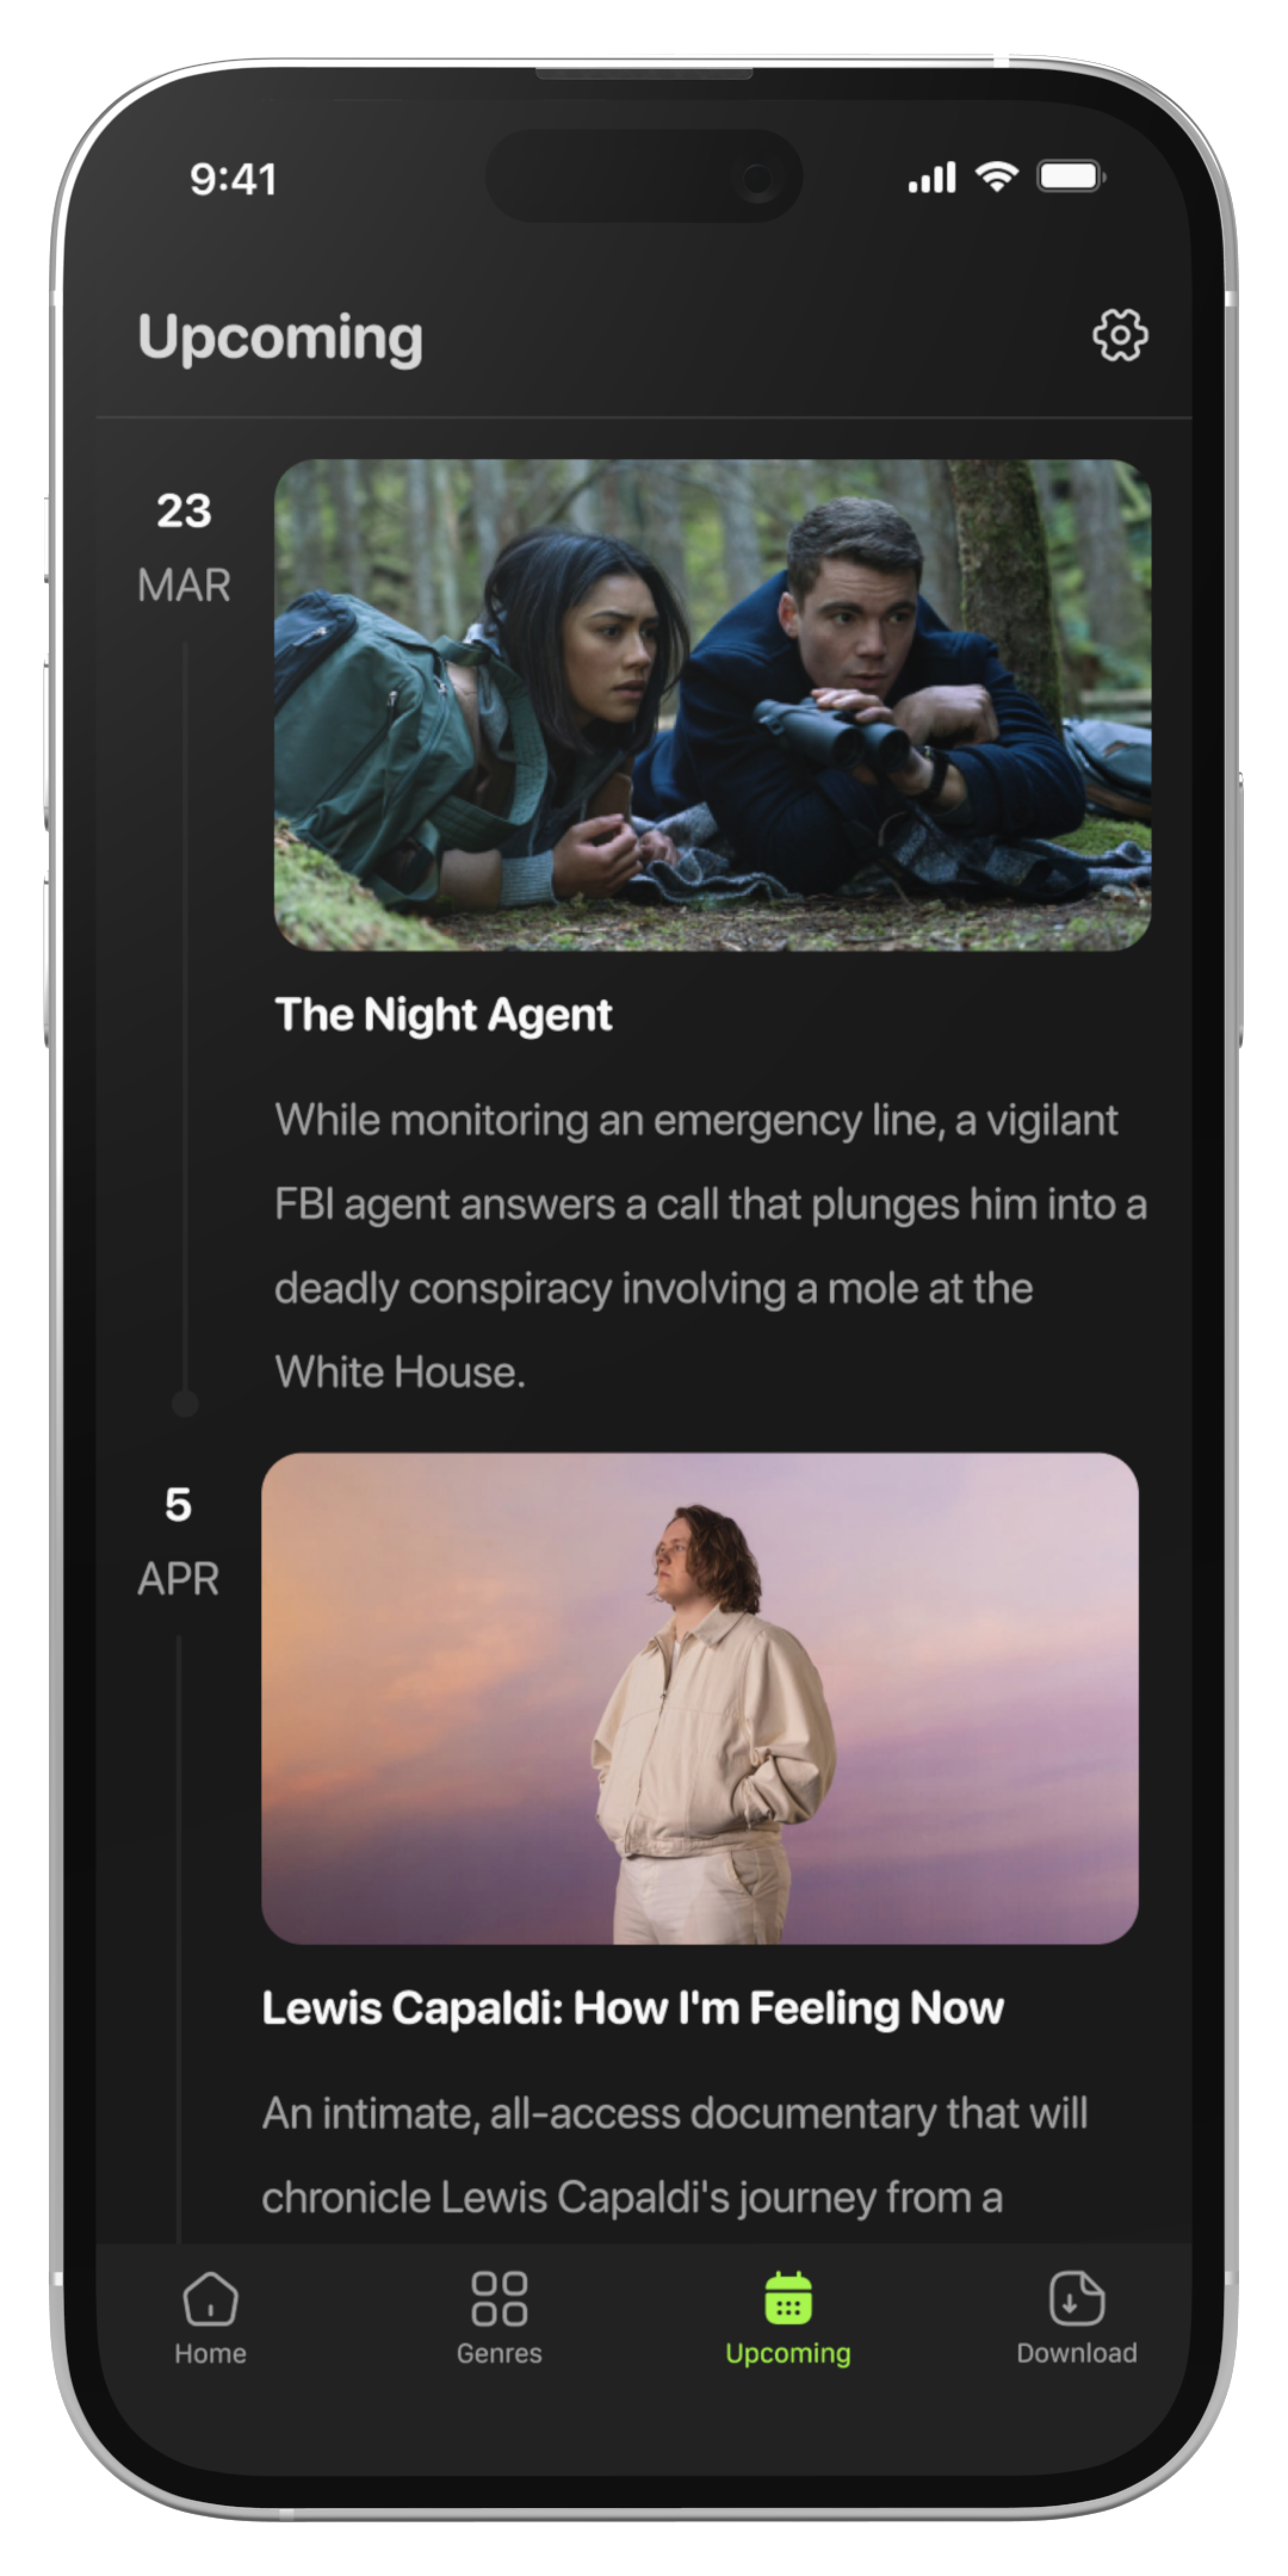 9:41
Upcoming
23
MAR
The Night Agent
While monitoring an emergency line, a vigilant
FBI agent answers a call that plunges him into a
deadly conspiracy involving a mole at the
White House.
5
APR
Lewis Capaldi: How I'm Feeling Now
An intimate, all-access documentary that will
chronicle Lewis Capaldi's journey from a
Home
Genres
Upcoming
Download